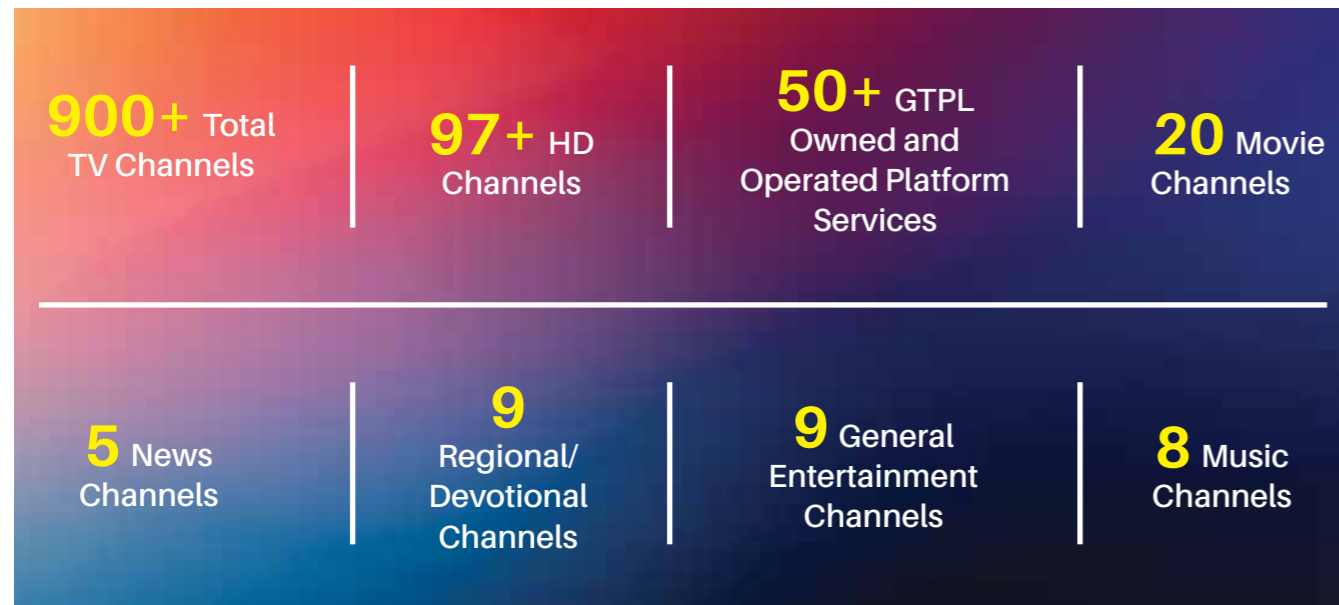 900+ Total
TV Channels
97+ HD
Channels
50+ GTPL
Owned and
Operated Platform
Services
20 Movie
Channels
5 News
Channels
9
Regional/
Devotional
Channels
9 General
Entertainment
Channels
8 Music
Channels